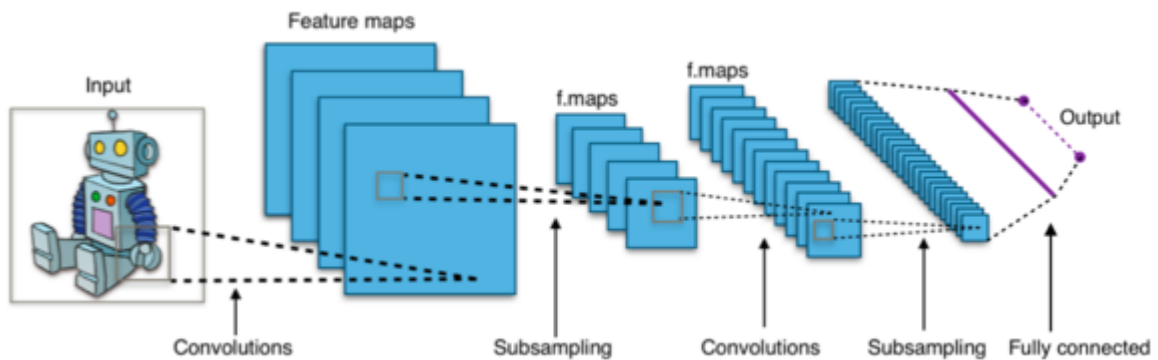 Feature maps
Input
f.maps
f.maps
Output
Convolutions
Subsampling
Convolutions
Subsampling
Fully connected